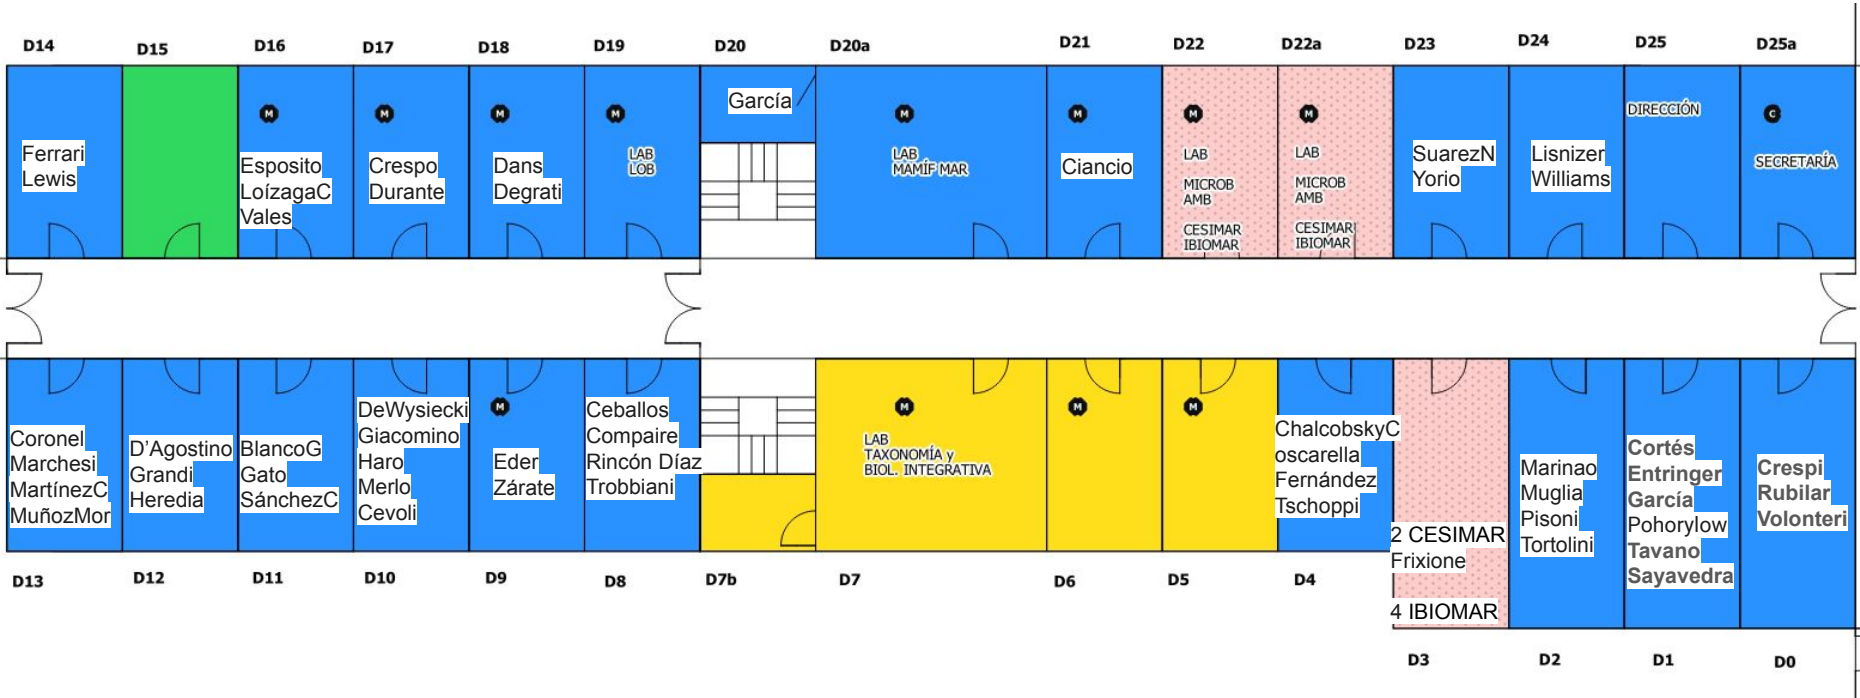 D14
D15
D16
D17
D18
D19
D20
D20a
D21
D22
D22a
D23
D24
D25
D25a
Ferrari
Lewis
M
Esposito
LoízagaC
Vales
M
Crespo
Durante
M
Dans
Degrati
M
LAB
LOB
García
M
LAB
MAMÍF MAR
M
Ciancio
M
LAB
MICROB
AMB
CESIMAR
IBIOMAR
M
LAB
MICROB
AMB
CESIMAR
IBIOMAR
SuarezN
Yorio
Lisnizer
Williams
DIRECCIÓN
C
SECRETARÍA
Coronel
Marchesi
MartínezC
MuñozMor
D'Agostino
Grandi
Heredia
BlancoG
Gato
SánchezC
DeWysiecki
Giacomino
Haro
Merlo
Cevoli
M
Eder
Zárate
Ceballos
Compaire
Rincón Díaz
Trobbiani
M
LAB
TAXONOMÍA y
BIOL. INTEGRATIVA
M
M
ChalcobskyC
oscarella
Fernández
Tschoppi
2 CESIMAR
Frixione
4 IBIOMAR
Marinao
Muglia
Pisoni
Tortolini
Cortés
Entringer
García
Pohorylow
Tavano
Sayavedra
Crespi
Rubilar
Volonteri
D13
D12
D11
D10
D9
D8
D7b
D7
D6
D5
D4
D3
D2
D1
D0